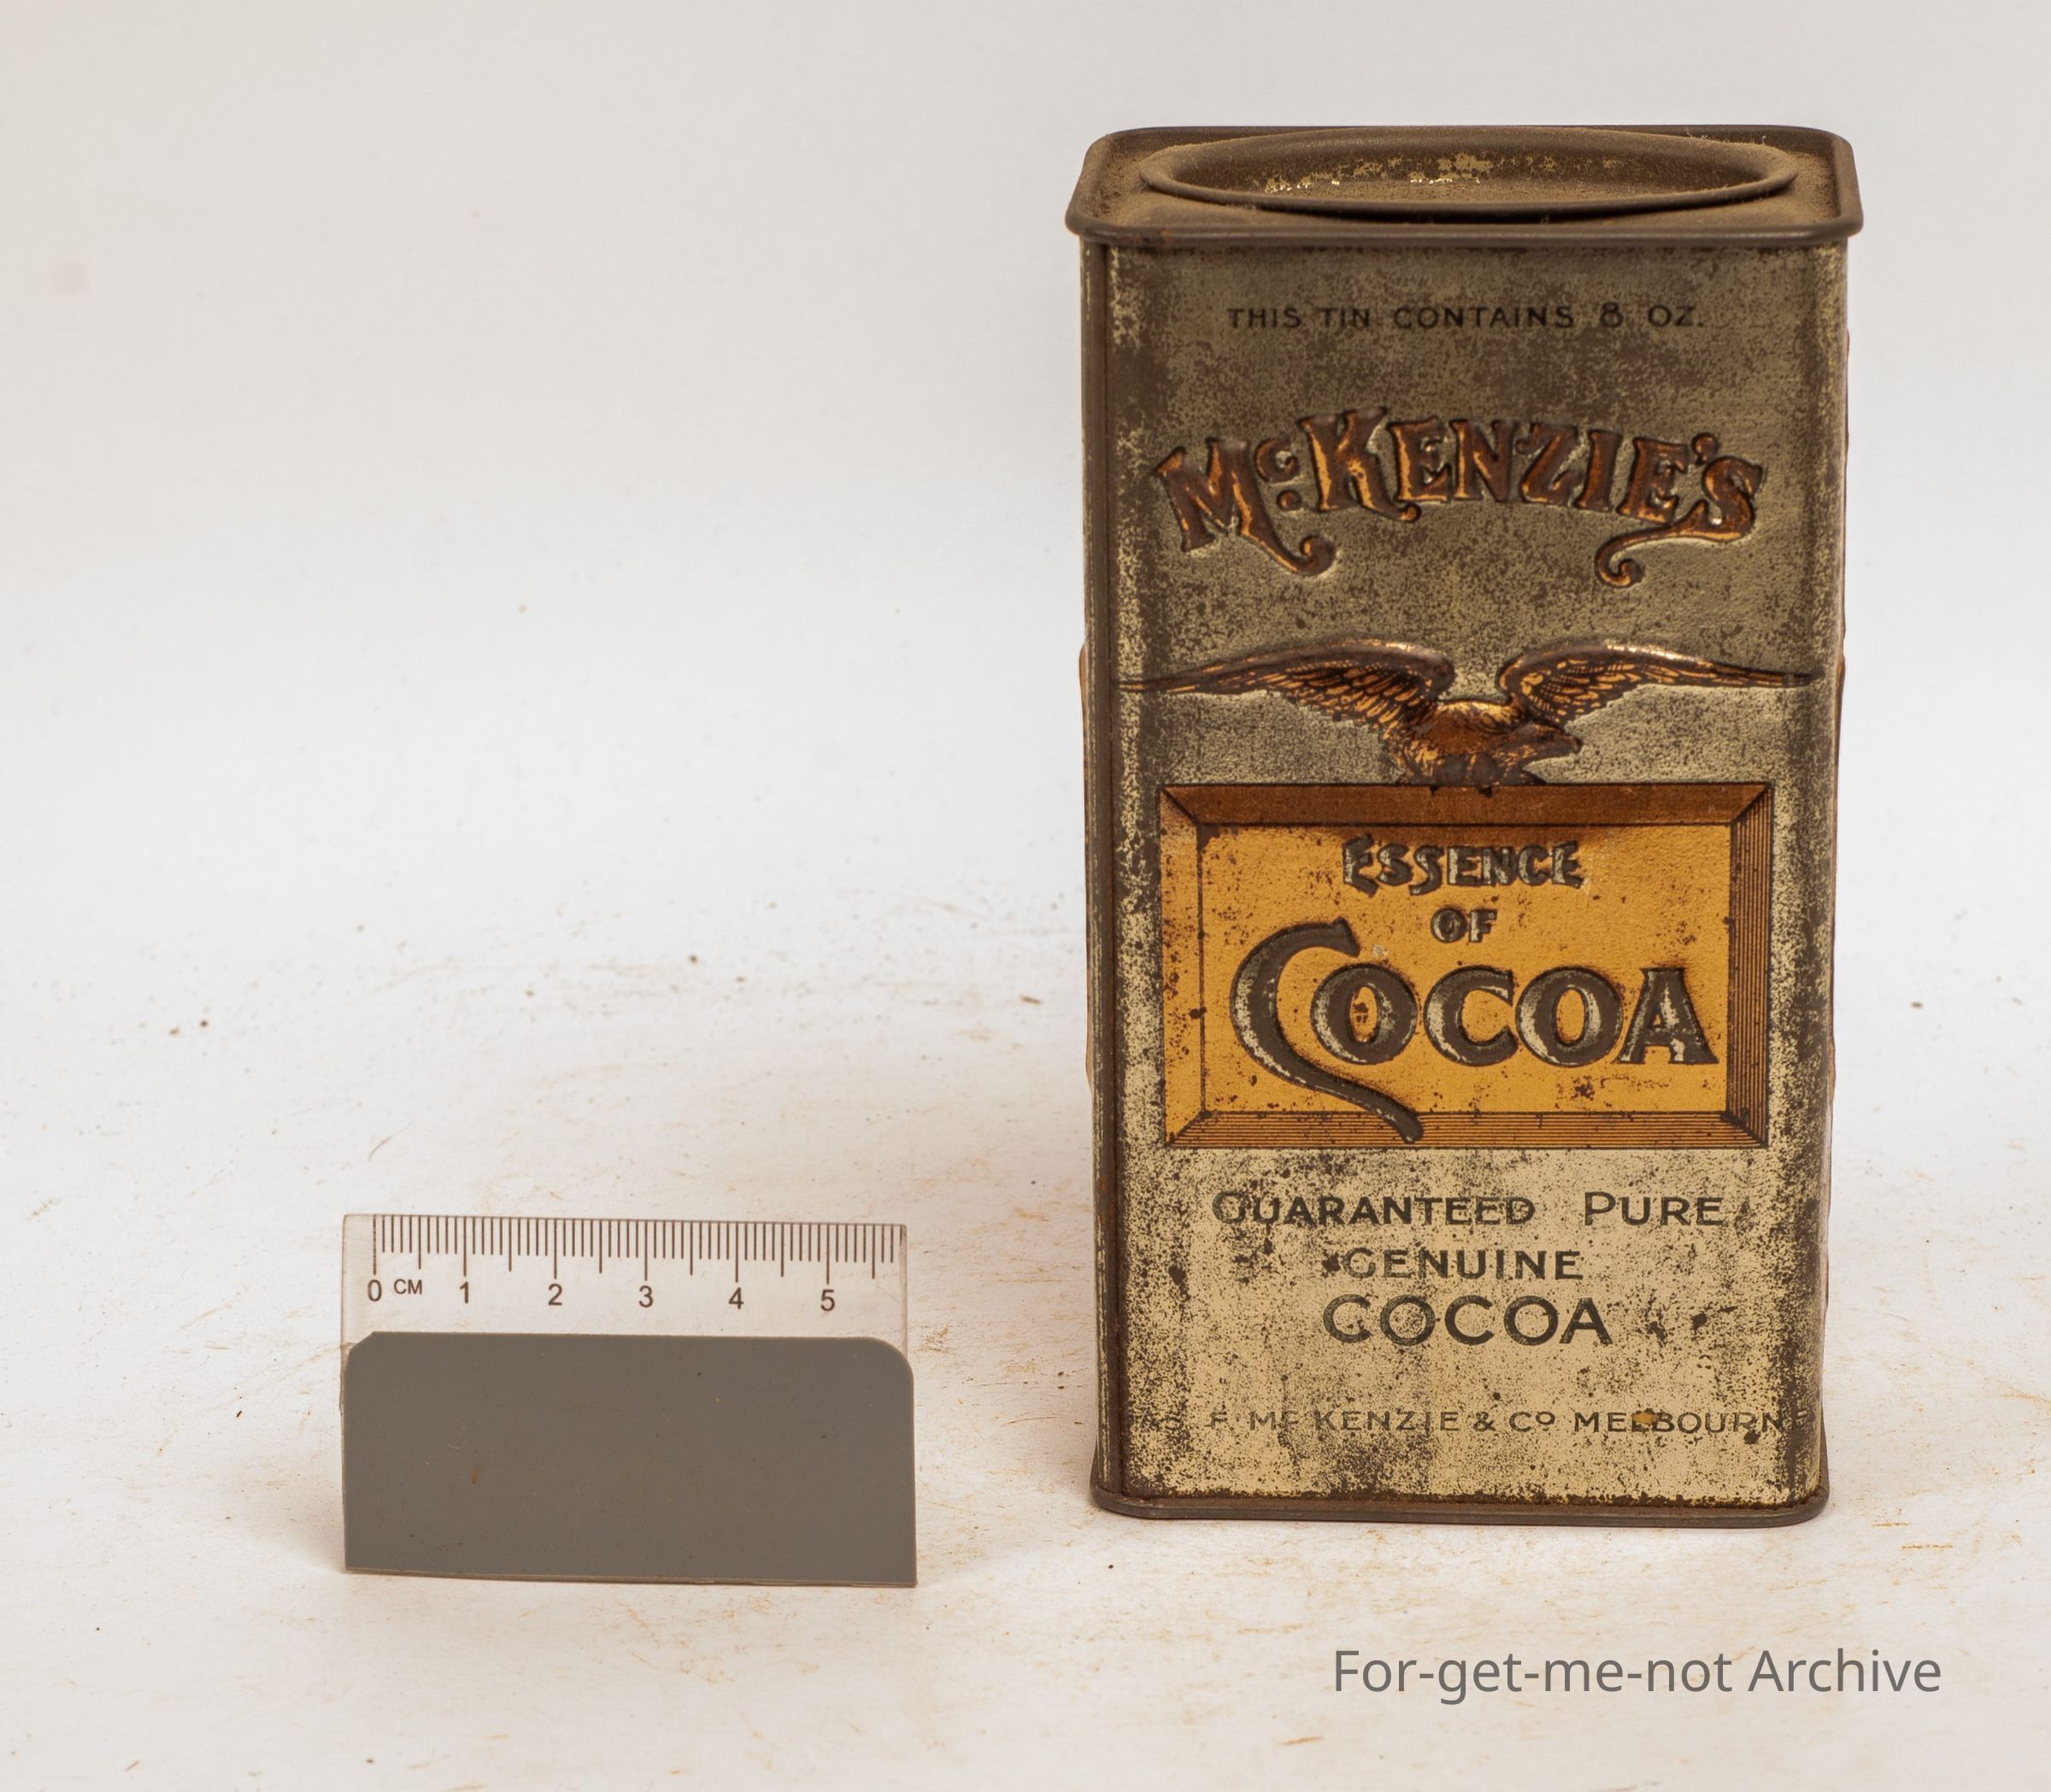 THIS TIN CONTAINS 8 OZ.
McKENZIE'S
ESSENCE
OF
COCOA
GUARANTEED PURE
GENUINE
COCOA
F. McKENZIE & Co MELBOURNE
0 CM 1 2 3 4 5
For-get-me-not Archive